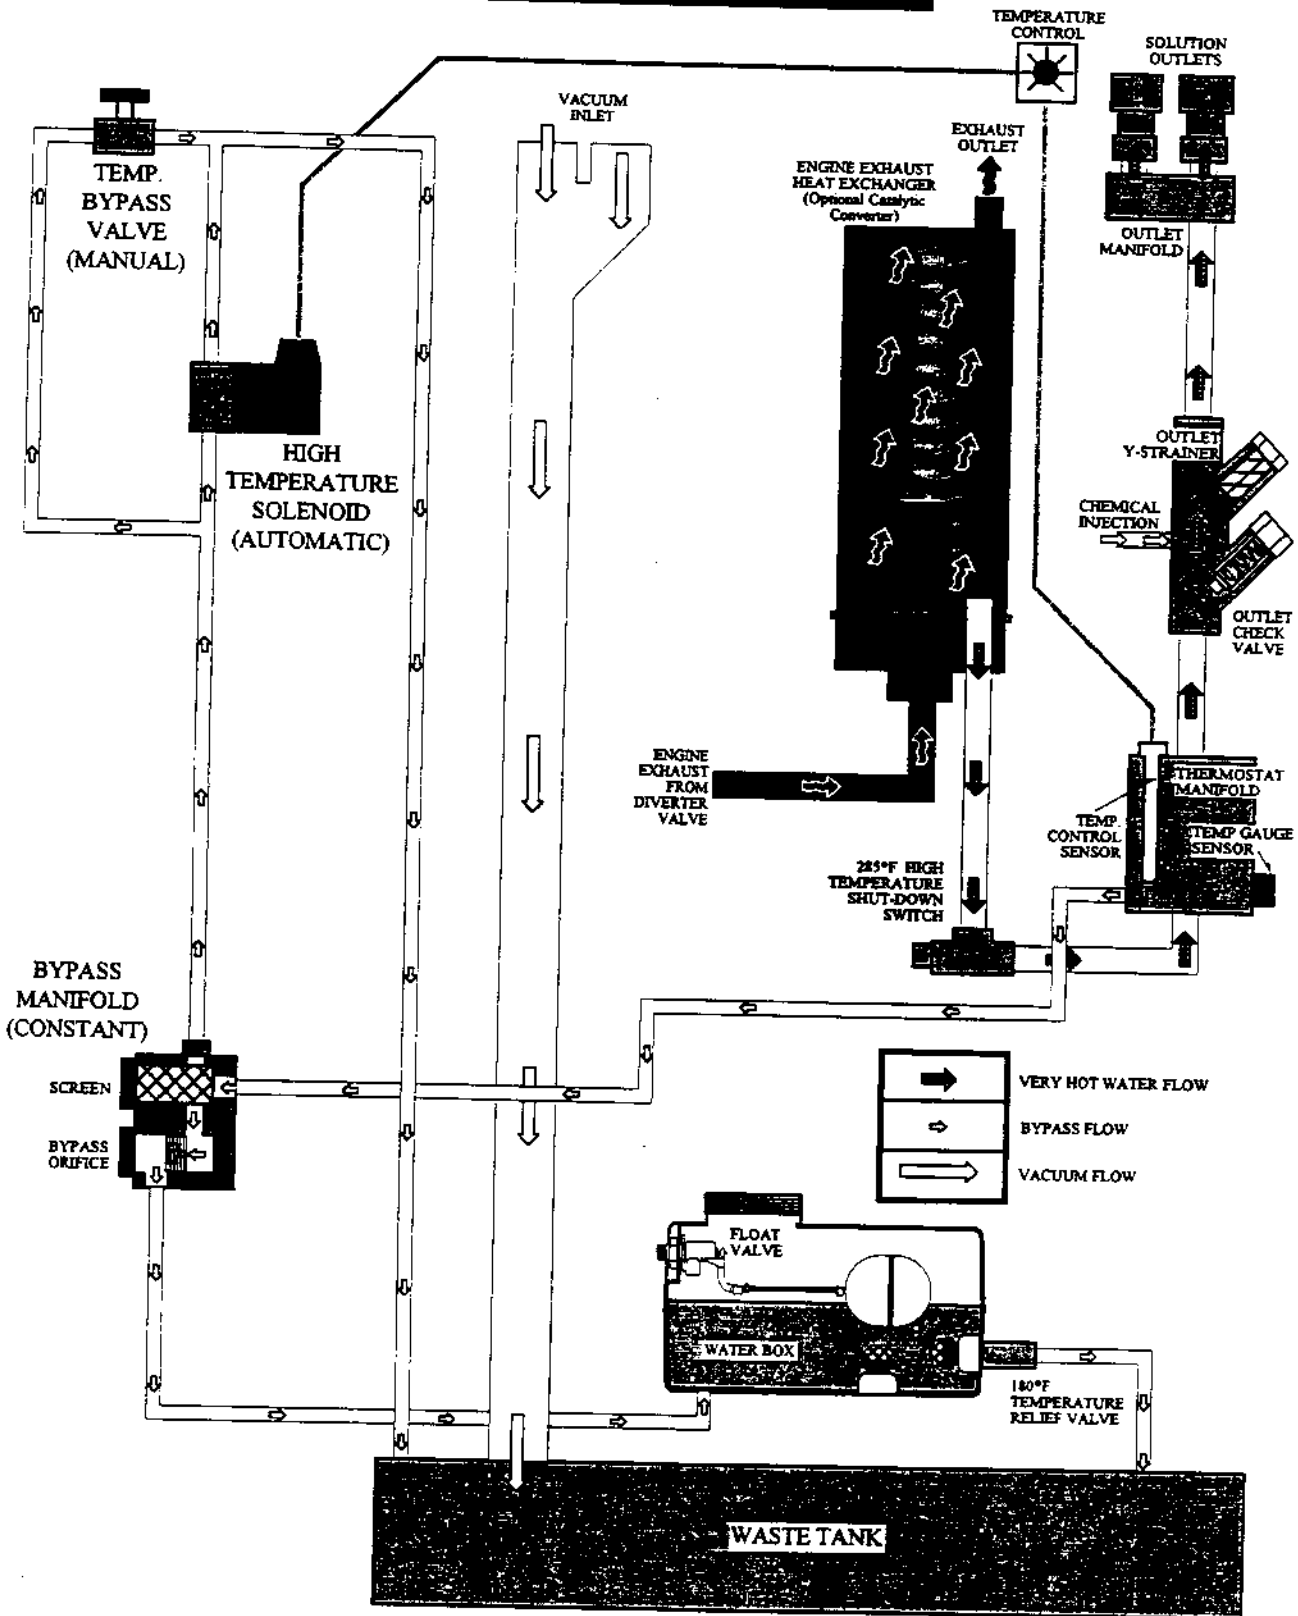 TEMPERATURE
CONTROL
SOLUTION
OUTLETS
VACUUM
INLET
EXHAUST
OUTLET
ENGINE EXHAUST
HEAT EXCHANGER
(Optional Catalytic
Converter)
TEMP.
BYPASS
VALVE
(MANUAL)
OUTLET
MANIFOLD
HIGH
TEMPERATURE
SOLENOID
(AUTOMATIC)
OUTLET
Y-STRAINER
CHEMICAL
INJECTION
OUTLET
CHECK
VALVE
ENGINE
EXHAUST
FROM
DIVERTER
VALVE
THERMOSTAT
MANIFOLD
TEMP.
CONTROL
SENSOR
TEMP GAUGE
SENSOR
285°F HIGH
TEMPERATURE
SHUT-DOWN
SWITCH
BYPASS
MANIFOLD
(CONSTANT)
SCREEN
BYPASS
ORIFICE
VERY HOT WATER FLOW
BYPASS FLOW
VACUUM FLOW
FLOAT
VALVE
WATER BOX
180°F
TEMPERATURE
RELIEF VALVE
WASTE TANK